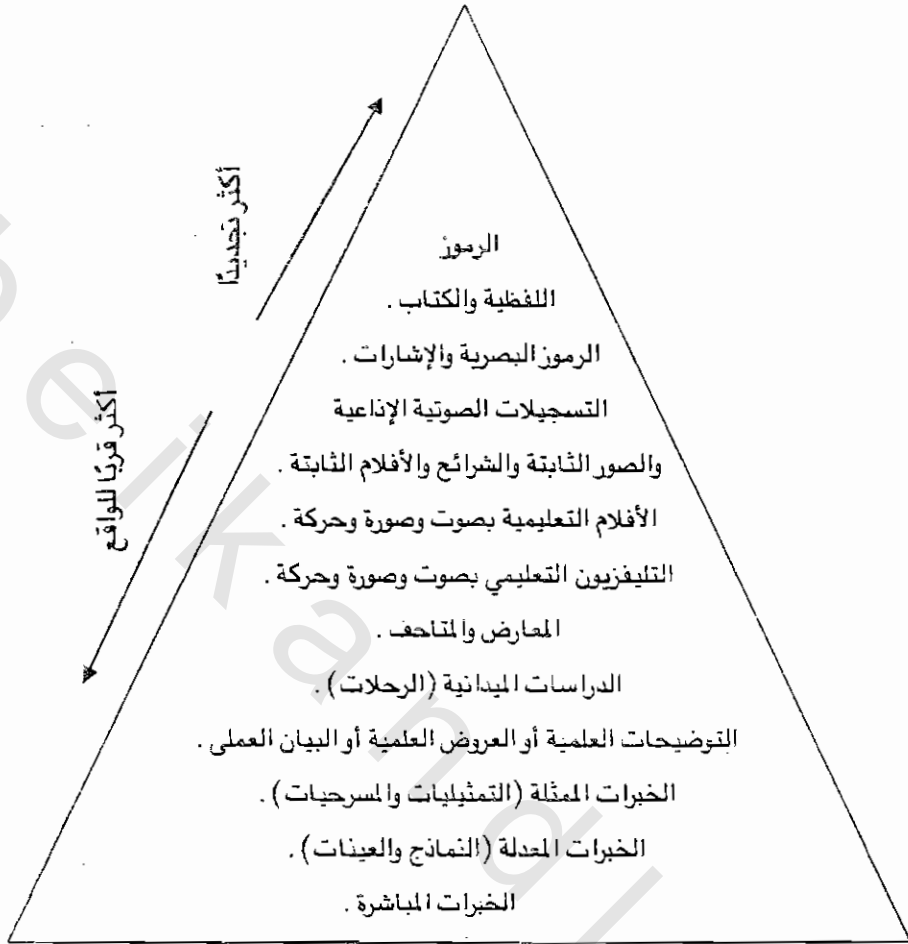 أكثر تجديدًا
أكثر قربًا للواقع
الرموز
اللفظية والكتاب .
الرموز البصرية والإشارات .
التسجيلات الصوتية الإذاعية
والصور الثابتة والشرائح والأفلام الثابتة .
الأفلام التعليمية بصوت وصورة وحركة .
التليفزيون التعليمي بصوت وصورة وحركة .
المعارض والمتاحف .
الدراسات الميدانية (الرحلات) .
التوضيحات العلمية أو العروض العلمية أو البيان العملى .
الخبرات الممثلة (التمثيليات والمسرحيات) .
الخبرات المعدلة (النماذج والعينات) .
الخبرات المباشرة .